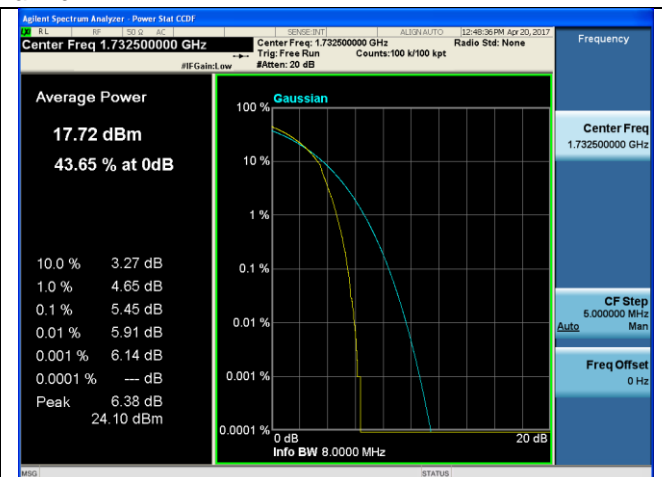 Agilent Spectrum Analyzer - Power Stat CCDF
RL RF 50 Ω AC SENSE:INT ALIGN AUTO 12:48:36 PM Apr 20, 2017
Center Freq 1.732500000 GHz
Center Freq: 1.732500000 GHz Radio Std: None
Trig: Free Run Counts:100 k/100 kpt
#IFGain:Low #Atten: 20 dB
Frequency
Average Power
17.72 dBm
43.65 % at 0dB
10.0 % 3.27 dB
1.0 % 4.65 dB
0.1 % 5.45 dB
0.01 % 5.91 dB
0.001 % 6.14 dB
0.0001 % --- dB
Peak 6.38 dB
24.10 dBm
Gaussian
100 %
10 %
1 %
0.1 %
0.01 %
0.001 %
0.0001 %
0 dB 20 dB
Info BW 8.0000 MHz
Center Freq
1.732500000 GHz
CF Step
5.000000 MHz
Auto Man
Freq Offset
0 Hz
MSG STATUS